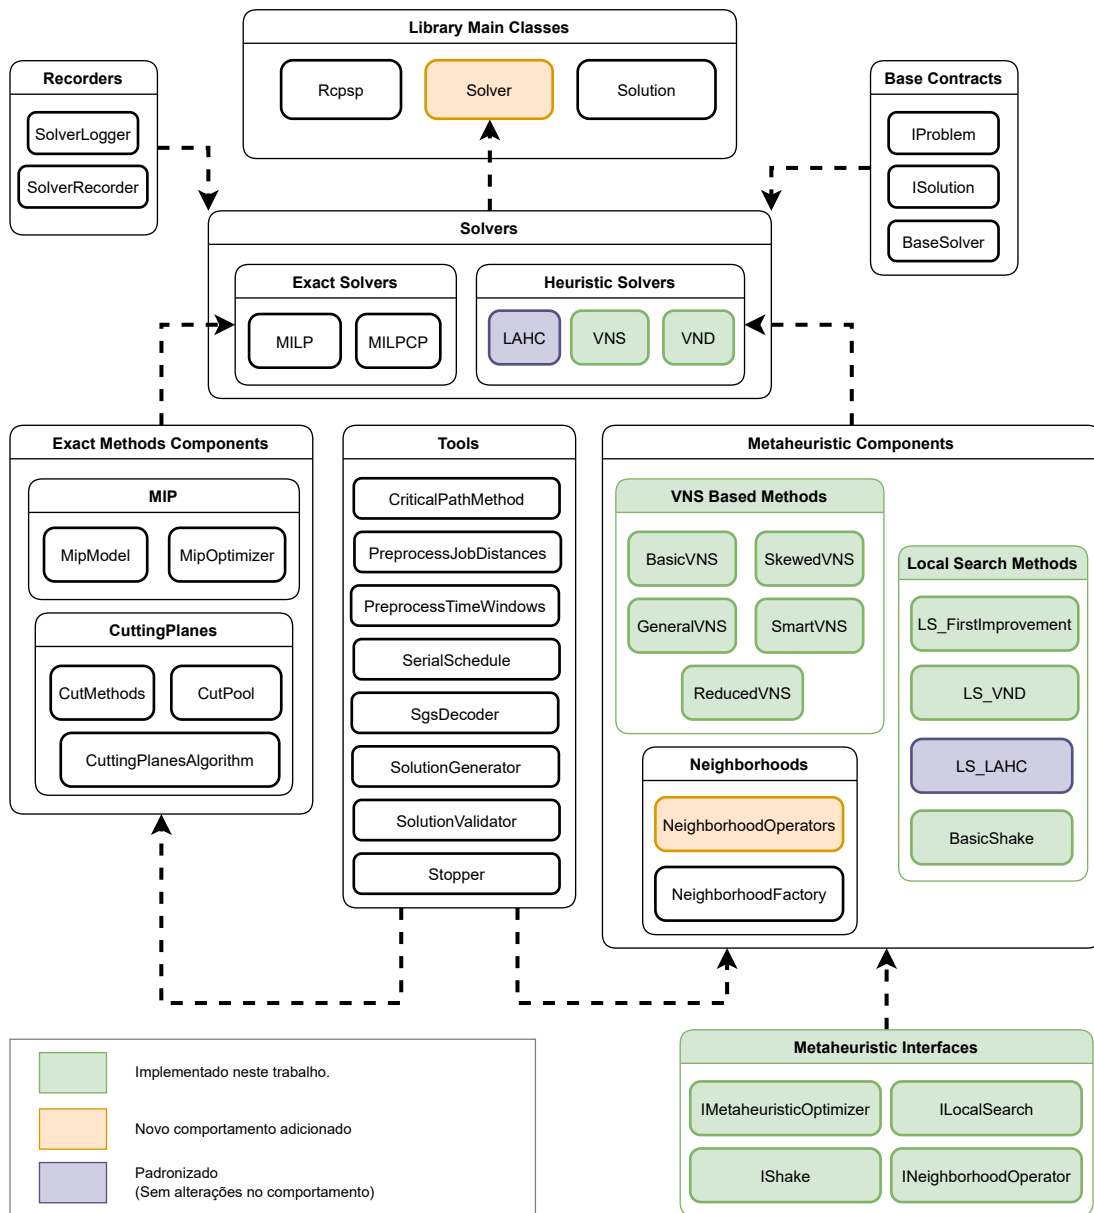 Library Main Classes
Rcpsp
Solver
Solution
Recorders
SolverLogger
SolverRecorder
Base Contracts
IProblem
ISolution
BaseSolver
Solvers
Exact Solvers
MILP
MILPCP
Heuristic Solvers
LAHC
VNS
VND
Exact Methods Components
MIP
MipModel
MipOptimizer
CuttingPlanes
CutMethods
CutPool
CuttingPlanesAlgorithm
Tools
CriticalPathMethod
PreprocessJobDistances
PreprocessTimeWindows
SerialSchedule
SgsDecoder
SolutionGenerator
SolutionValidator
Stopper
Metaheuristic Components
VNS Based Methods
BasicVNS
SkewedVNS
GeneralVNS
SmartVNS
ReducedVNS
Local Search Methods
LS_FirstImprovement
LS_VND
LS_LAHC
BasicShake
Neighborhoods
NeighborhoodOperators
NeighborhoodFactory
Metaheuristic Interfaces
IMetaheuristicOptimizer
ILocalSearch
IShake
INeighborhoodOperator
Implementado neste trabalho.
Novo comportamento adicionado
Padronizado
(Sem alterações no comportamento)